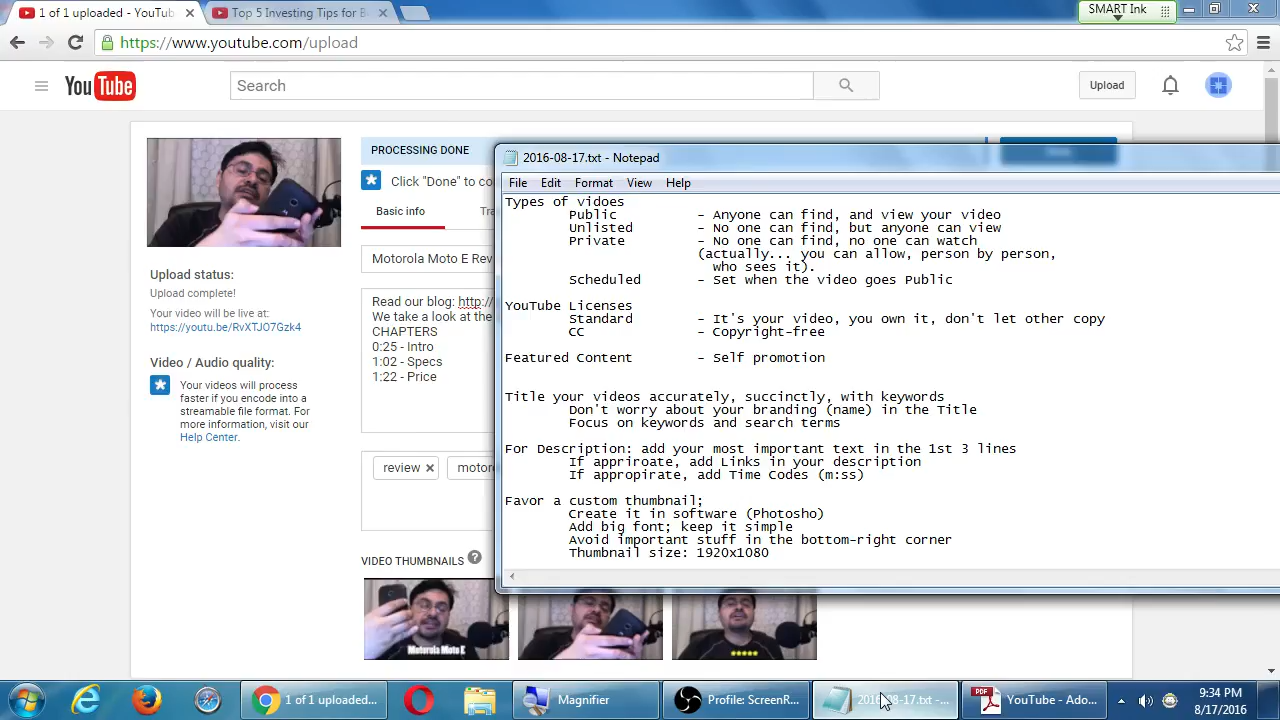 1 of 1 uploaded - YouTub
Top 5 Investing Tips for B
SMART Ink
https://www.youtube.com/upload
YouTube
Search
Upload
PROCESSING DONE
Click "Done" to co
Basic info
Tra
Motorola Moto E Rev
Read our blog: http://
We take a look at the
CHAPTERS
0:25 - Intro
1:02 - Specs
1:22 - Price
review
motoro
VIDEO THUMBNAILS
Motorola Moto E
Upload status:
Upload complete!
Your video will be live at:
https://youtu.be/RvXTJO7Gzk4
Video / Audio quality:
Your videos will process
faster if you encode into a
streamable file format. For
more information, visit our
Help Center.
2016-08-17.txt - Notepad
File Edit Format View Help
Types of vidoes
Public - Anyone can find, and view your video
Unlisted - No one can find, but anyone can view
Private - No one can find, no one can watch
(actually... you can allow, person by person,
who sees it).
Scheduled - Set when the video goes Public
YouTube Licenses
Standard - It's your video, you own it, don't let other copy
CC - Copyright-free
Featured Content - Self promotion
Title your videos accurately, succinctly, with keywords
Don't worry about your branding (name) in the Title
Focus on keywords and search terms
For Description: add your most important text in the 1st 3 lines
If approiate, add Links in your description
If appropirate, add Time Codes (m:ss)
Favor a custom thumbnail;
Create it in software (Photosho)
Add big font; keep it simple
Avoid important stuff in the bottom-right corner
Thumbnail size: 1920x1080
1 of 1 uploaded...
Magnifier
Profile: ScreenR...
2016-08-17.txt -...
PDF
YouTube - Ado...
9:34 PM
8/17/2016